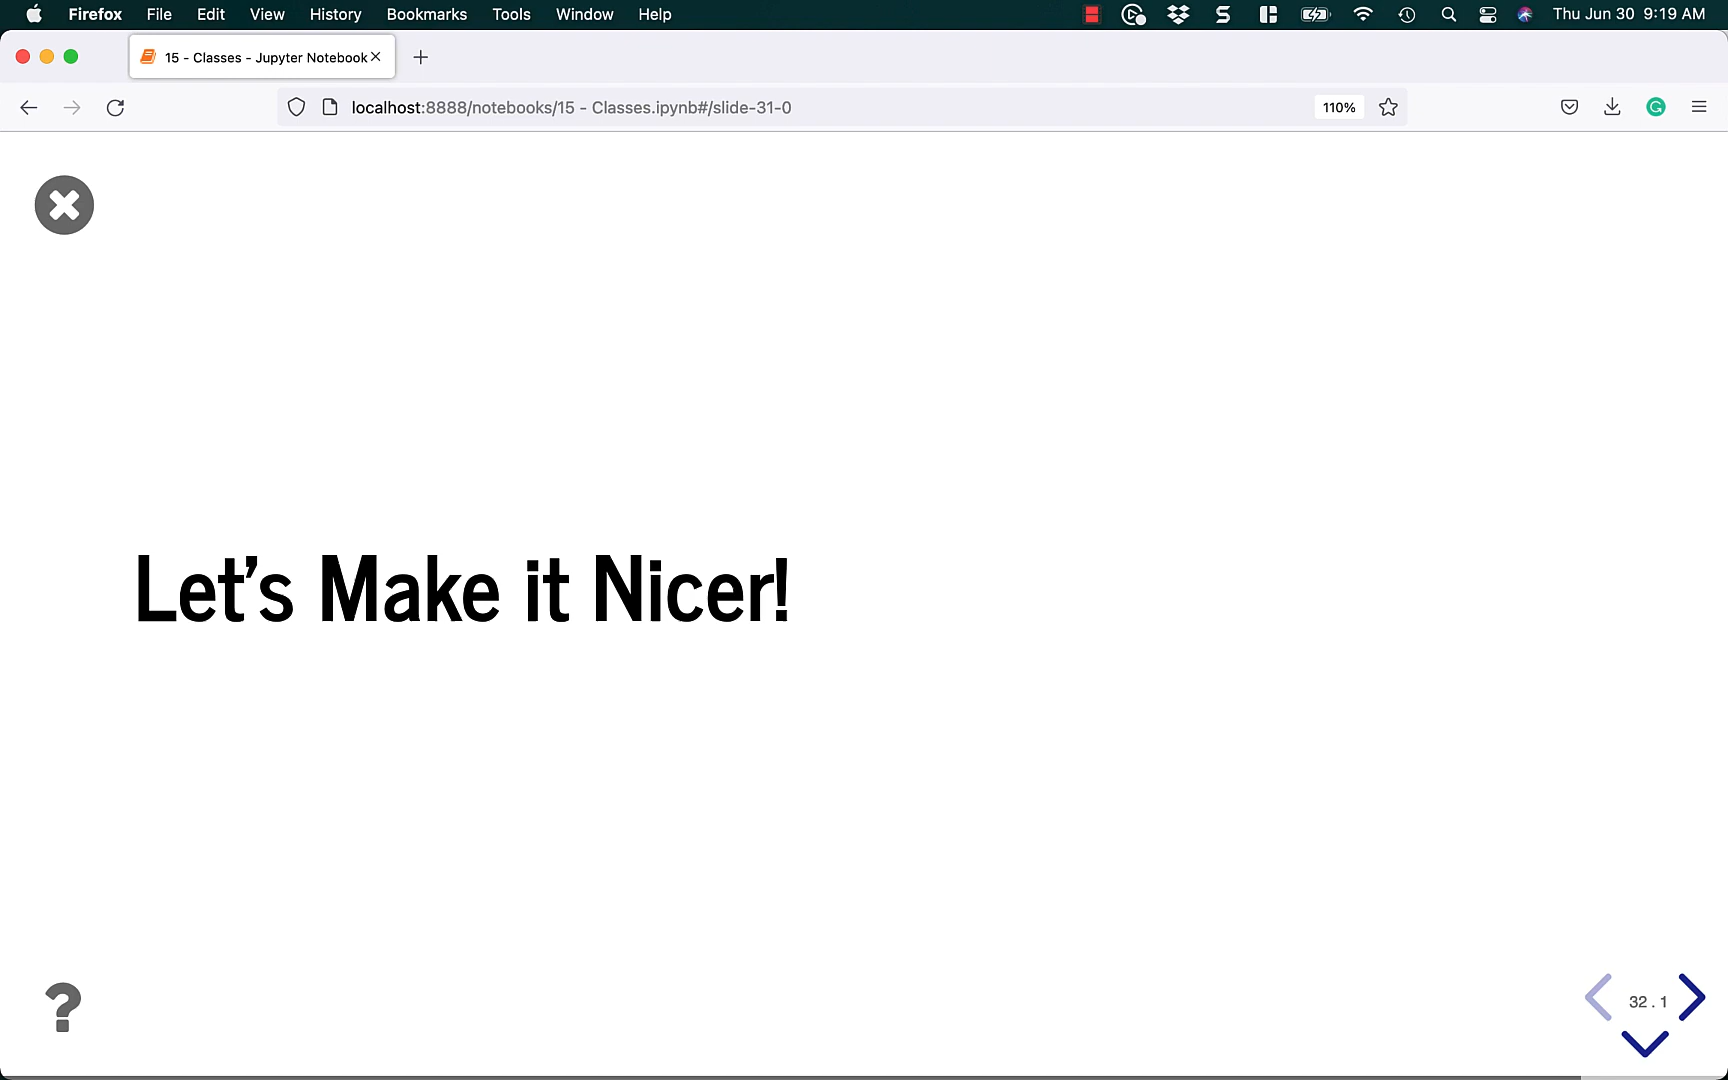 Firefox File Edit View History Bookmarks Tools Window Help Thu Jun 30 9:19 AM
15 - Classes - Jupyter Notebook
localhost:8888/notebooks/15 - Classes.ipynb#/slide-31-0 110%
Let's Make it Nicer!
?
32 . 1